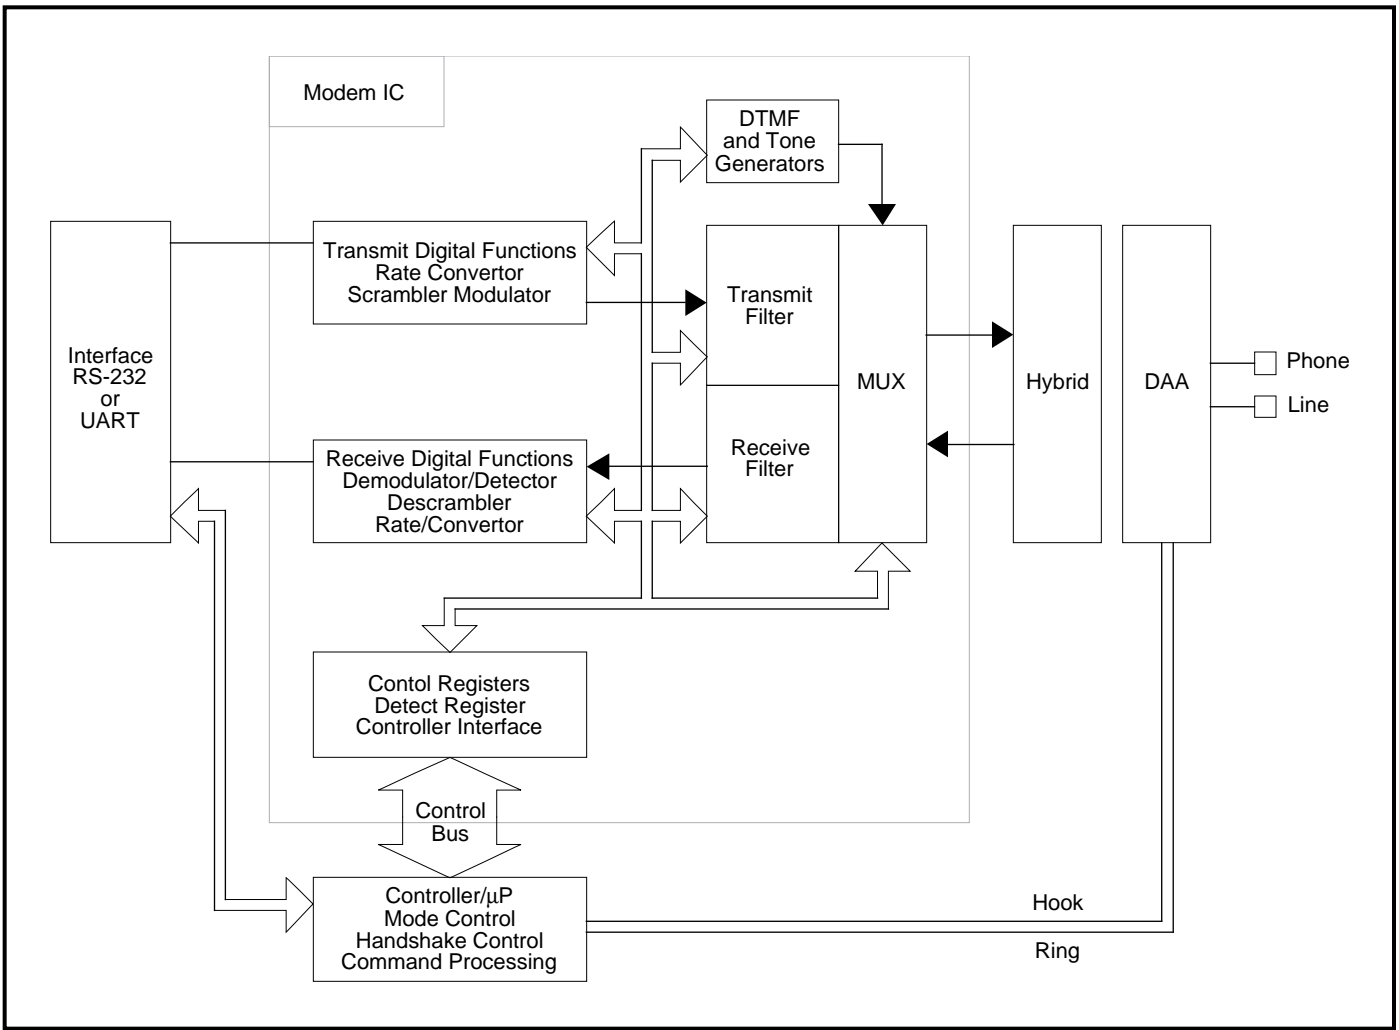 Modem IC
DTMF
and Tone
Generators
Transmit Digital Functions
Rate Convertor
Scrambler Modulator
Transmit
Filter
Interface
RS-232
or
UART
MUX
Hybrid
DAA
Phone
Line
Receive Digital Functions
Demodulator/Detector
Descrambler
Rate/Convertor
Receive
Filter
Contol Registers
Detect Register
Controller Interface
Control
Bus
Controller/μP
Mode Control
Handshake Control
Command Processing
Hook
Ring